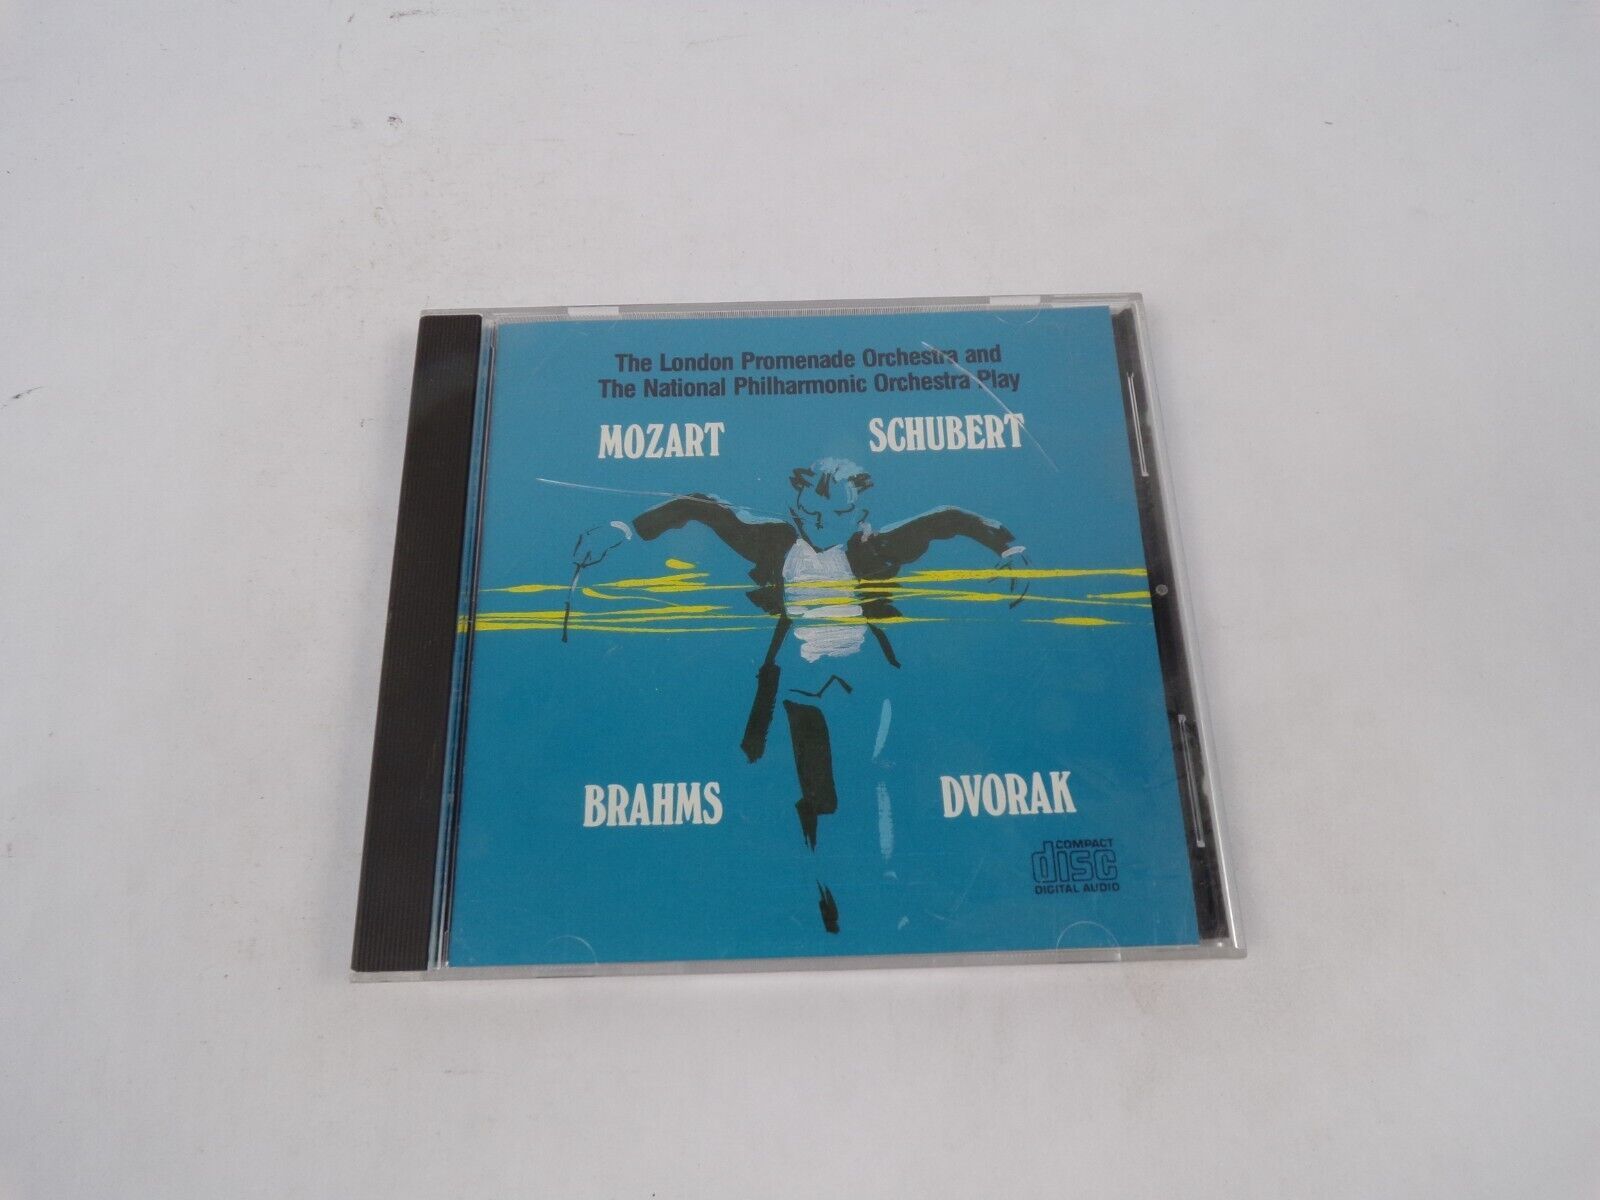 The London Promenade Orchestra and
The National Philharmonic Orchestra Play
MOZART
SCHUBERT
BRAHMS
DVORAK
COMPACT
disc
DIGITAL AUDIO